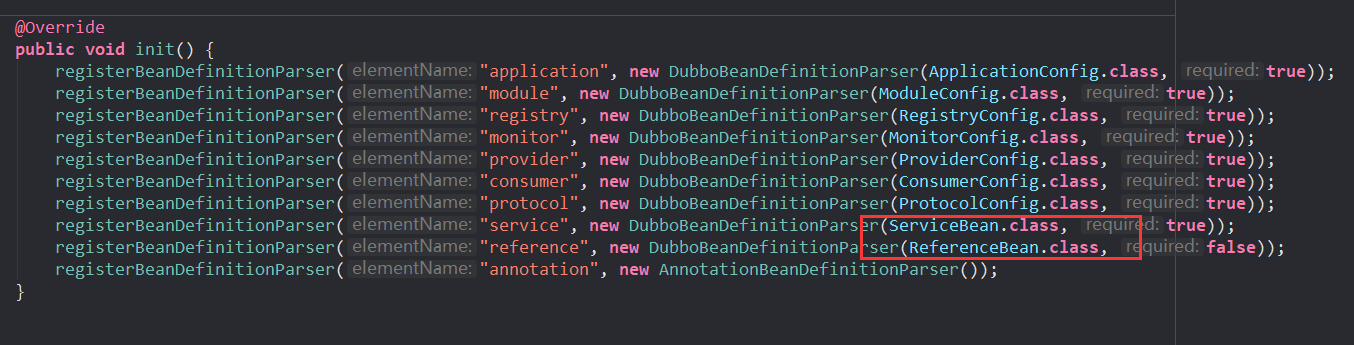 @Override
public void init() {
registerBeanDefinitionParser( elementName: "application", new DubboBeanDefinitionParser(ApplicationConfig.class, required: true));
registerBeanDefinitionParser( elementName: "module", new DubboBeanDefinitionParser(ModuleConfig.class, required: true));
registerBeanDefinitionParser( elementName: "registry", new DubboBeanDefinitionParser(RegistryConfig.class, required: true));
registerBeanDefinitionParser( elementName: "monitor", new DubboBeanDefinitionParser(MonitorConfig.class, required: true));
registerBeanDefinitionParser( elementName: "provider", new DubboBeanDefinitionParser(ProviderConfig.class, required: true));
registerBeanDefinitionParser( elementName: "consumer", new DubboBeanDefinitionParser(ConsumerConfig.class, required: true));
registerBeanDefinitionParser( elementName: "protocol", new DubboBeanDefinitionParser(ProtocolConfig.class, required: true));
registerBeanDefinitionParser( elementName: "service", new DubboBeanDefinitionParser(ServiceBean.class, required: true));
registerBeanDefinitionParser( elementName: "reference", new DubboBeanDefinitionParser(ReferenceBean.class, required: false));
registerBeanDefinitionParser( elementName: "annotation", new AnnotationBeanDefinitionParser());
}